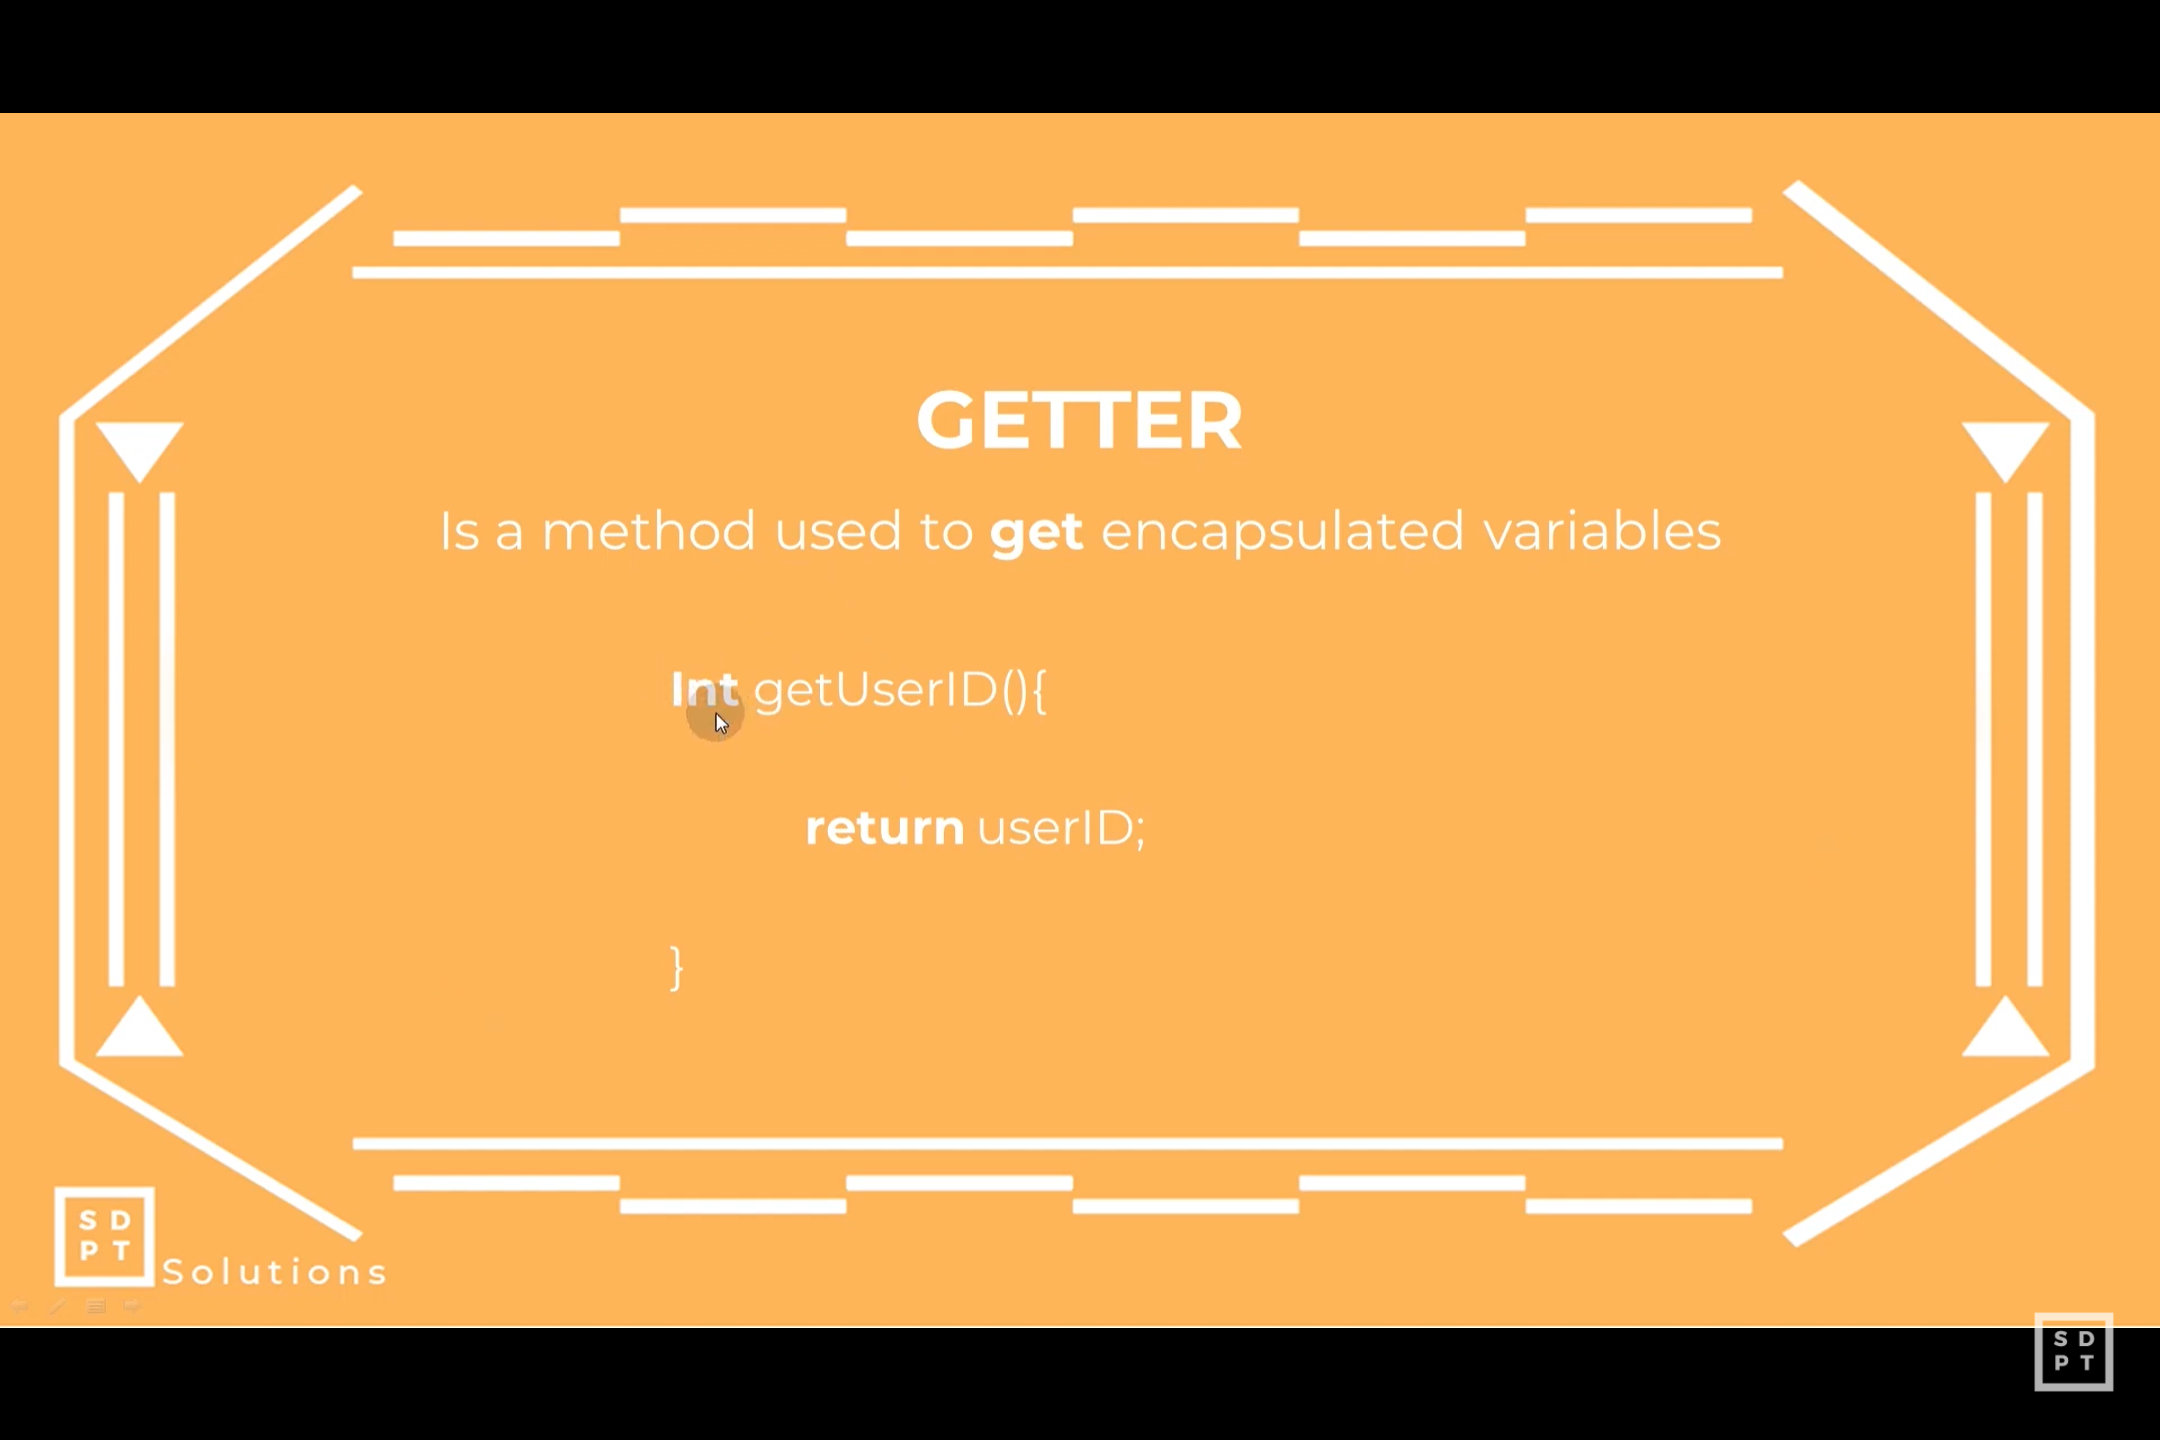 GETTER
Is a method used to get encapsulated variables
Int getUserID(){
return userID;
}
S D
P T
Solutions
S D
P T